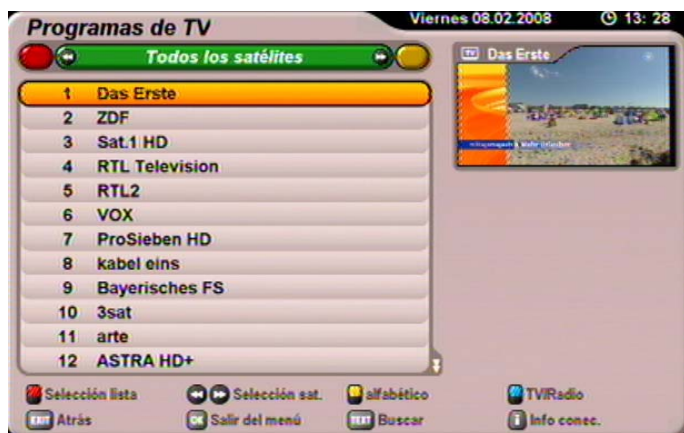 Programas de TV
Viernes 08.02.2008 13: 28
Todos los satélites
TV Das Erste
1 Das Erste
2 ZDF
3 Sat.1 HD
4 RTL Television
5 RTL2
6 VOX
7 ProSieben HD
8 kabel eins
9 Bayerisches FS
10 3sat
11 arte
12 ASTRA HD+
Selección lista Selección sat. alfabético TV/Radio
EXIT Atrás OK Salir del menú TEXT Buscar i Info conec.